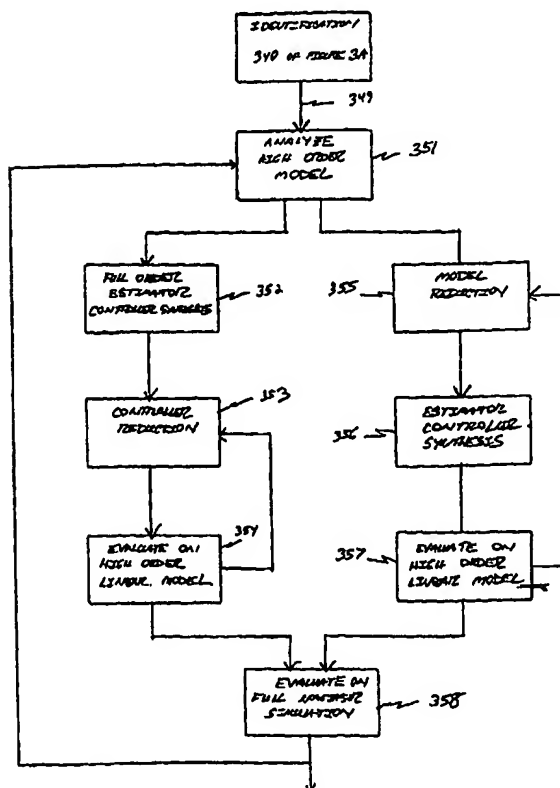 IDENTIFICATION
340 OF FIGURE 3A
349
ANALYZE
HIGH ORDER
MODEL
351
FULL ORDER
ESTIMATOR
CONTROLLER SYNTHESIS
352
355
MODEL
REDUCTION
353
CONTROLLER
REDUCTION
356
ESTIMATOR
CONTROLLER
SYNTHESIS
354
EVALUATE ON
HIGH ORDER
LINEAR MODEL
357
EVALUATE ON
HIGH ORDER
LINEAR MODEL
EVALUATE ON
FULL
SIMULATION
358